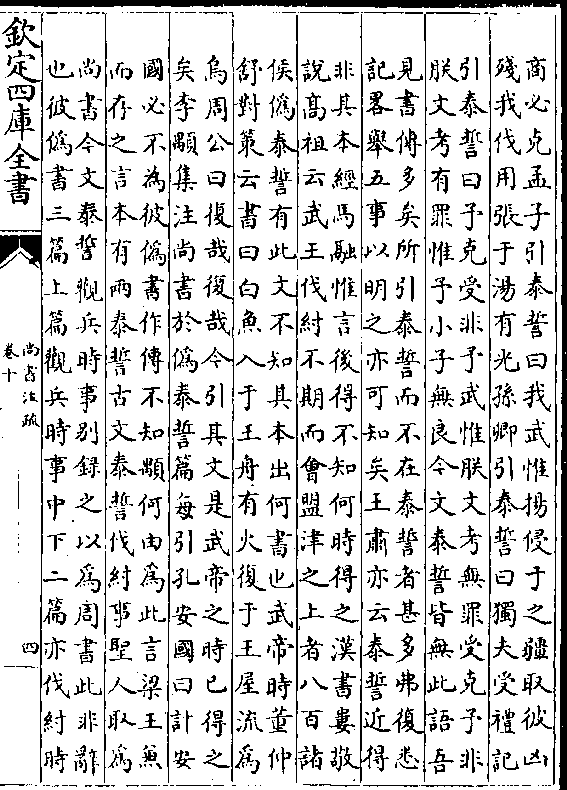 商必克孟子引泰誓曰我武惟揚侵于之疆取彼凶
殘我伐用張于湯有光孫卿引泰誓曰獨夫受禮記
引泰誓曰予克受非予武惟朕文考無罪受克予非
朕文考有罪惟予小子無良今文泰誓皆無此語吾
見書傳多矣所引泰誓而不在泰誓者甚多弗復悉
記畧舉五事以明之亦可知矣王肅亦云泰誓近得
非其本經馬融惟言後得不知何時得之漢書婁敬
說高祖云武王伐紂不期而會盟津之上者八百諸
侯偽泰誓有此文不知其本出何書也武帝時董仲
舒對策云書曰白魚入于王舟有火復于王屋流為
烏周公曰復哉復哉今引其文是武帝之時已得之
矣李顒集注尚書於偽泰誓篇每引孔安國曰計安
國必不為彼偽書作傳不知顒何由為此言梁王兼
而存之言本有兩泰誓古文泰誓伐紂事聖人取為
尚書今文泰誓觀兵時事别録之以為周書此非辭
也彼偽書三篇上篇觀兵時事中下二篇亦伐紂時
欽定四庫全書
尚書注疏
卷十
四